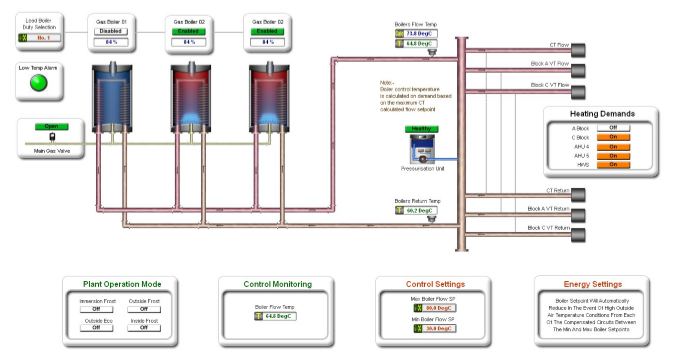 Lead Boiler
Duty Selection
No. 1
Gas Boiler 01
Disabled
84 %
Gas Boiler 02
Enabled
84 %
Gas Boiler 02
Enabled
84 %
Boilers Flow Temp
73.8 DegC
64.8 DegC
Low Temp Alarm
Open
Main Gas Valve
Note:-
Boiler control temperature
is calculated on demand based
on the maximum CT
calculated flow setpoint
Healthy
Pressurisation Unit
CT Flow
Block A VT Flow
Block C VT Flow
Heating Demands
A Block Off
C Block On
AHU 4 On
AHU 5 On
HWS On
Boilers Return Temp
60.2 DegC
CT Return
Block A VT Return
Block C VT Return
Plant Operation Mode
Immersion Frost
Off
Outside Frost
Off
Outside Eco
Off
Inside Frost
Off
Control Monitoring
Boiler Flow Temp
64.8 DegC
Control Settings
Max Boiler Flow SP
80.0 DegC
Min Boiler Flow SP
30.0 DegC
Energy Settings
Boiler Setpoint Will Automatically
Reduce In The Event Of High Outside
Air Temperature Conditions From Each
Of The Compensated Circuits Between
The Min And Max Boiler Setpoints